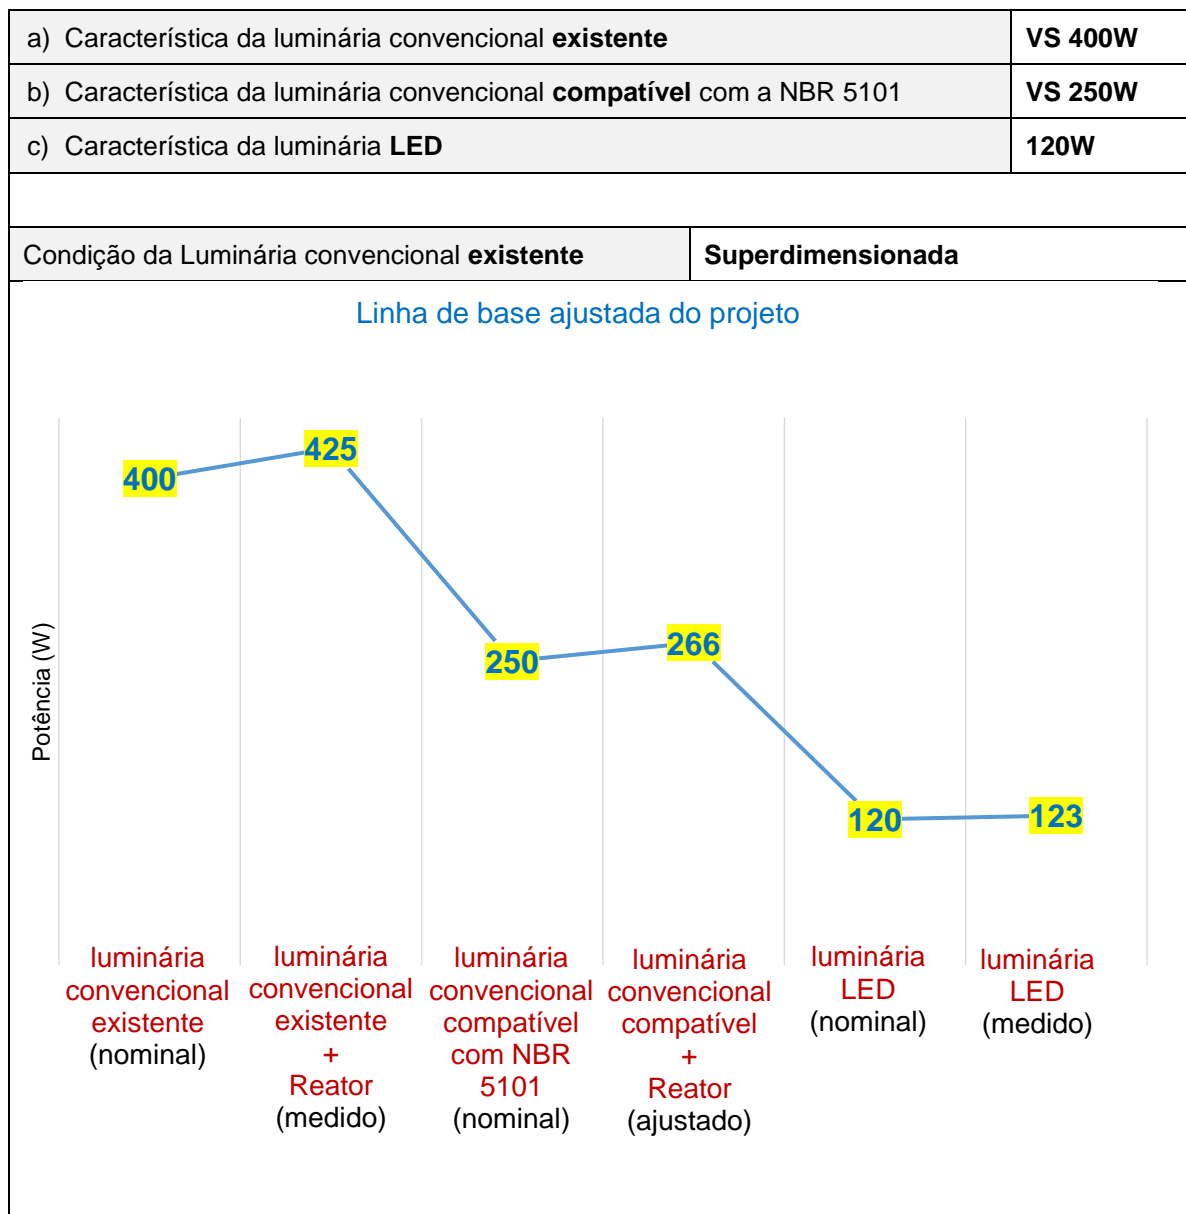 a) Característica da luminária convencional existente VS 400W
b) Característica da luminária convencional compatível com a NBR 5101 VS 250W
c) Característica da luminária LED 120W
Condição da Luminária convencional existente Superdimensionada
Linha de base ajustada do projeto
Potência (W)
400
425
250
266
120
123
luminária
convencional
existente
(nominal)
luminária
convencional
existente
+
Reator
(medido)
luminária
convencional
compatível
com NBR
5101
(nominal)
luminária
convencional
compatível
+
Reator
(ajustado)
luminária
LED
(nominal)
luminária
LED
(medido)